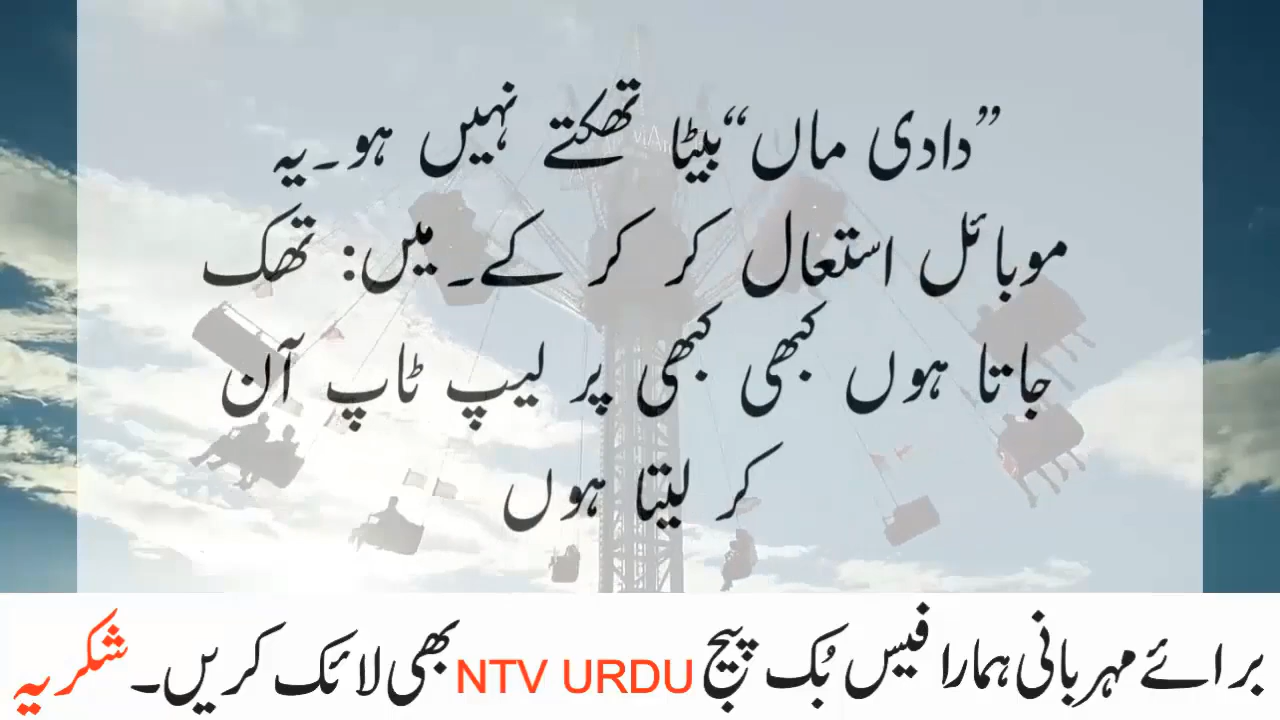 ”دادی ماں“بیٹا تھکتے نہیں ہو۔یہ
موبائل استعال کر کر کے۔میں: تھک
جاتا ہوں کبھی کبھی پر لیپ ٹاپ آن
کر لیتا ہوں
برائے مہربانی ہمارا فیس بُک پیج NTV URDU بھی لائک کریں۔ شکریہ